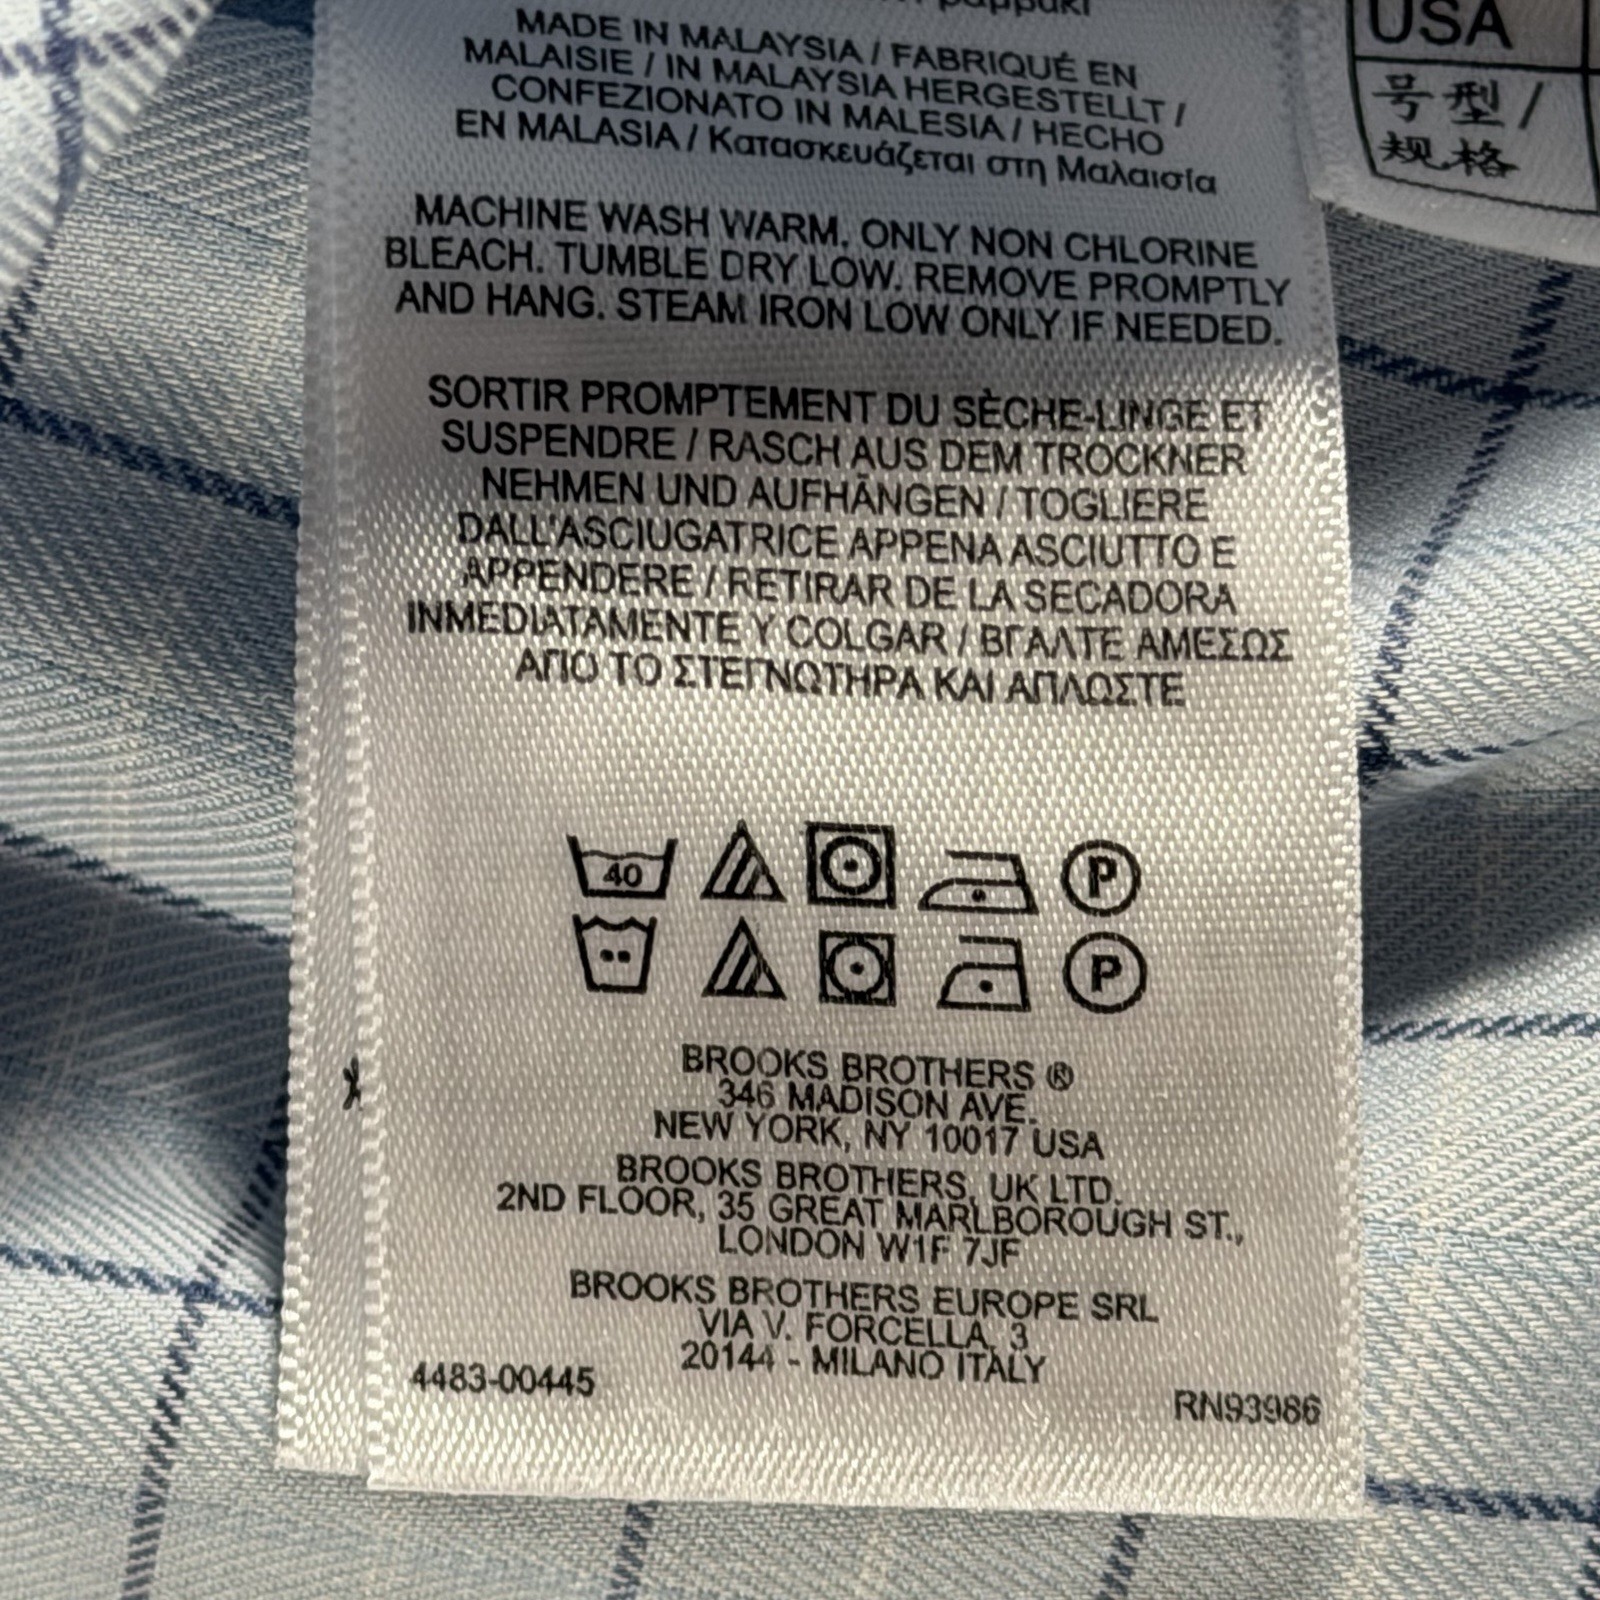 MADE IN MALAYSIA / FABRIQUÉ EN
MALAISIE / IN MALAYSIA HERGESTELLT /
CONFEZIONATO IN MALESIA / HECHO
EN MALASIA / Κατασκευάζεται στη Μαλαισία
MACHINE WASH WARM. ONLY NON CHLORINE
BLEACH. TUMBLE DRY LOW. REMOVE PROMPTLY
AND HANG. STEAM IRON LOW ONLY IF NEEDED.
SORTIR PROMPTEMENT DU SÈCHE-LINGE ET
SUSPENDRE / RASCH AUS DEM TROCKNER
NEHMEN UND AUFHÄNGEN / TOGLIERE
DALL'ASCIUGATRICE APPENA ASCIUTTO E
APPENDERE / RETIRAR DE LA SECADORA
INMEDIATAMENTE Y COLGAR / ΒΓΑΛΤΕ ΑΜΕΣΩΣ
ΑΠΟ ΤΟ ΣΤΕΓΝΩΤΗΡΑ ΚΑΙ ΑΠΛΩΣΤΕ
40 P
P
BROOKS BROTHERS ®
346 MADISON AVE.
NEW YORK, NY 10017 USA
BROOKS BROTHERS, UK LTD.
2ND FLOOR, 35 GREAT MARLBOROUGH ST.,
LONDON W1F 7JF
BROOKS BROTHERS EUROPE SRL
VIA V. FORCELLA, 3
20144 - MILANO ITALY
4483-00445
RN93986
USA
号型/
规格